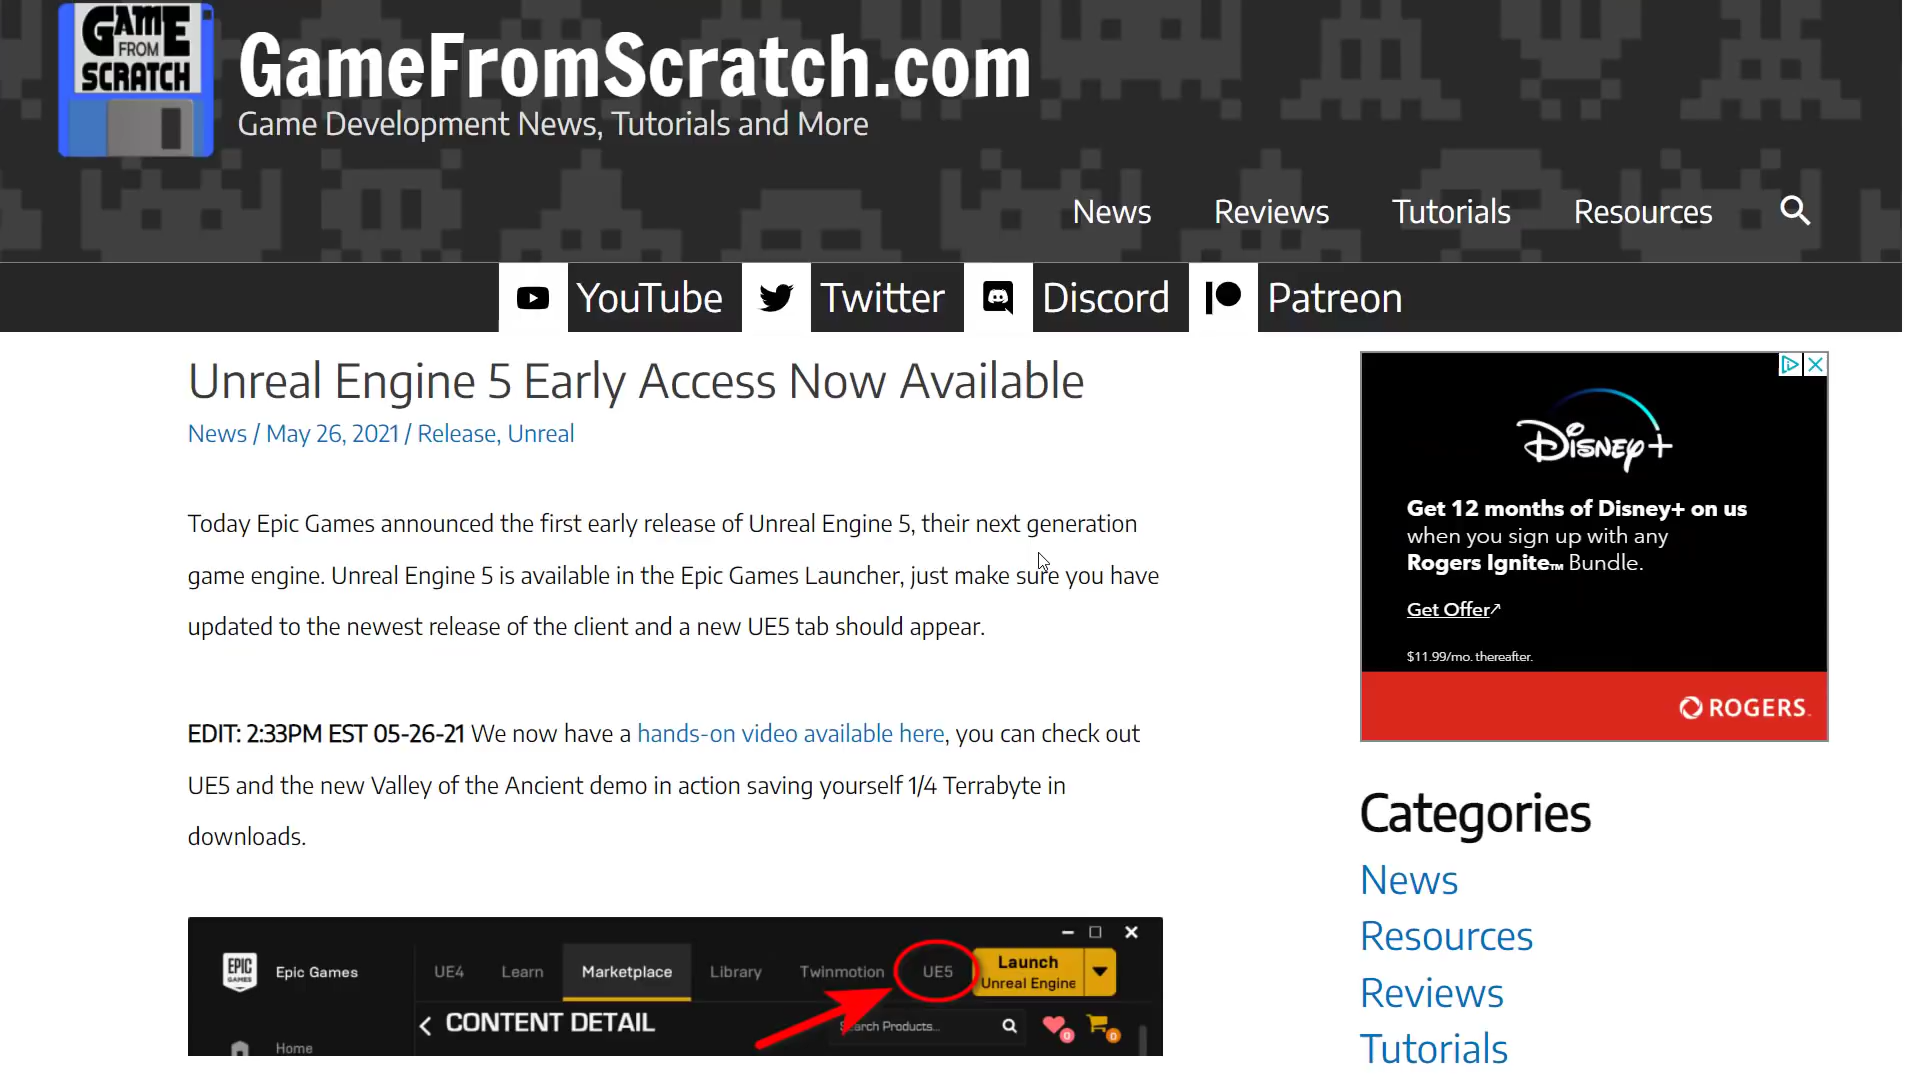 GAME
FROM
SCRATCH
GameFromScratch.com
Game Development News, Tutorials and More
News Reviews Tutorials Resources
YouTube Twitter Discord Patreon
Unreal Engine 5 Early Access Now Available
News / May 26, 2021 / Release, Unreal
Today Epic Games announced the first early release of Unreal Engine 5, their next generation
game engine. Unreal Engine 5 is available in the Epic Games Launcher, just make sure you have
updated to the newest release of the client and a new UE5 tab should appear.
EDIT: 2:33PM EST 05-26-21 We now have a hands-on video available here, you can check out
UE5 and the new Valley of the Ancient demo in action saving yourself 1/4 Terrabyte in
downloads.
EPIC
GAMES
Epic Games UE4 Learn Marketplace Library Twinmotion UE5 Launch
Unreal Engine
CONTENT DETAIL Search Products... 0 0
Home
Disney+
Get 12 months of Disney+ on us
when you sign up with any
Rogers Ignite™ Bundle.
Get Offer
$11.99/mo. thereafter.
ROGERS™
Categories
News
Resources
Reviews
Tutorials